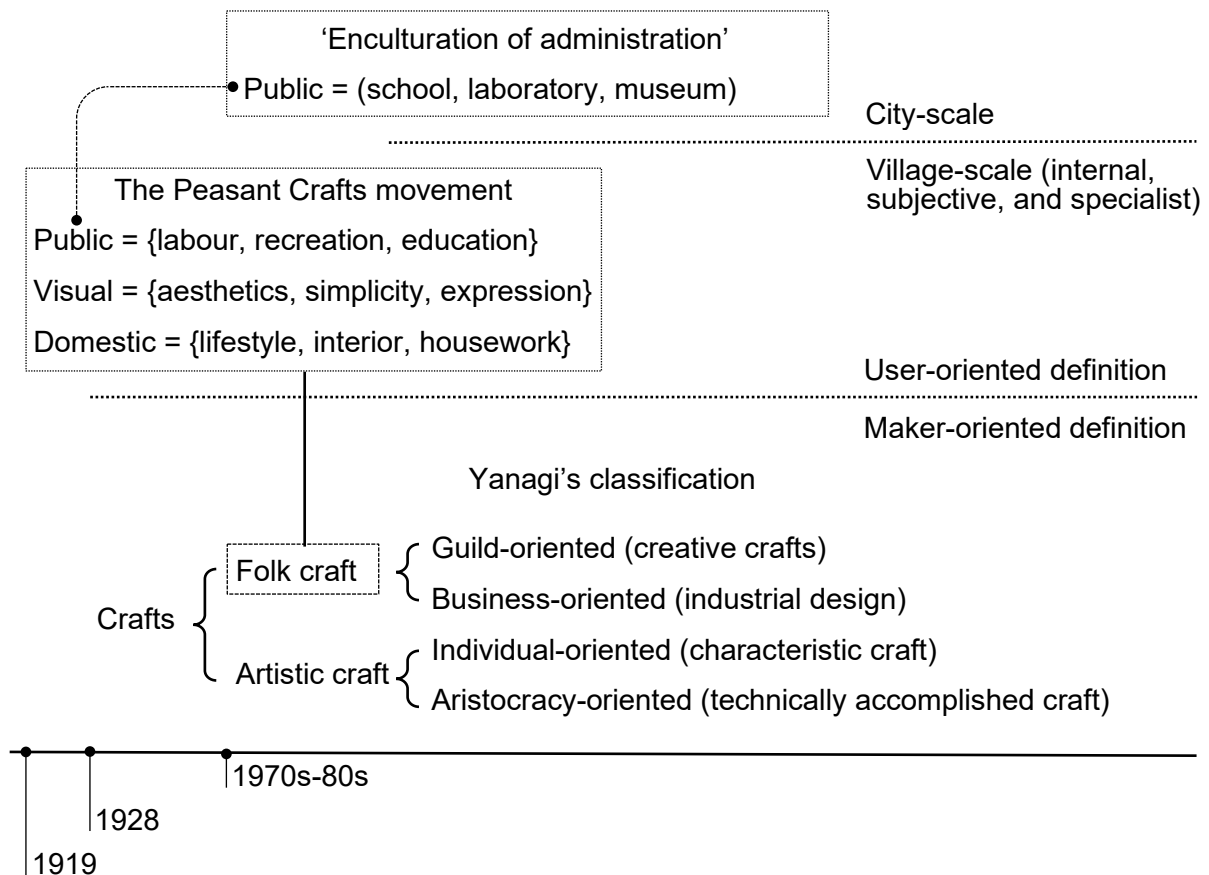 ‘Enculturation of administration’
Public = (school, laboratory, museum)
City-scale
Village-scale (internal,
subjective, and specialist)
The Peasant Crafts movement
Public = {labour, recreation, education}
Visual = {aesthetics, simplicity, expression}
Domestic = {lifestyle, interior, housework}
User-oriented definition
Maker-oriented definition
Yanagi’s classification
Guild-oriented (creative crafts)
Folk craft
Business-oriented (industrial design)
Crafts
Individual-oriented (characteristic craft)
Artistic craft
Aristocracy-oriented (technically accomplished craft)
1970s-80s
1928
1919